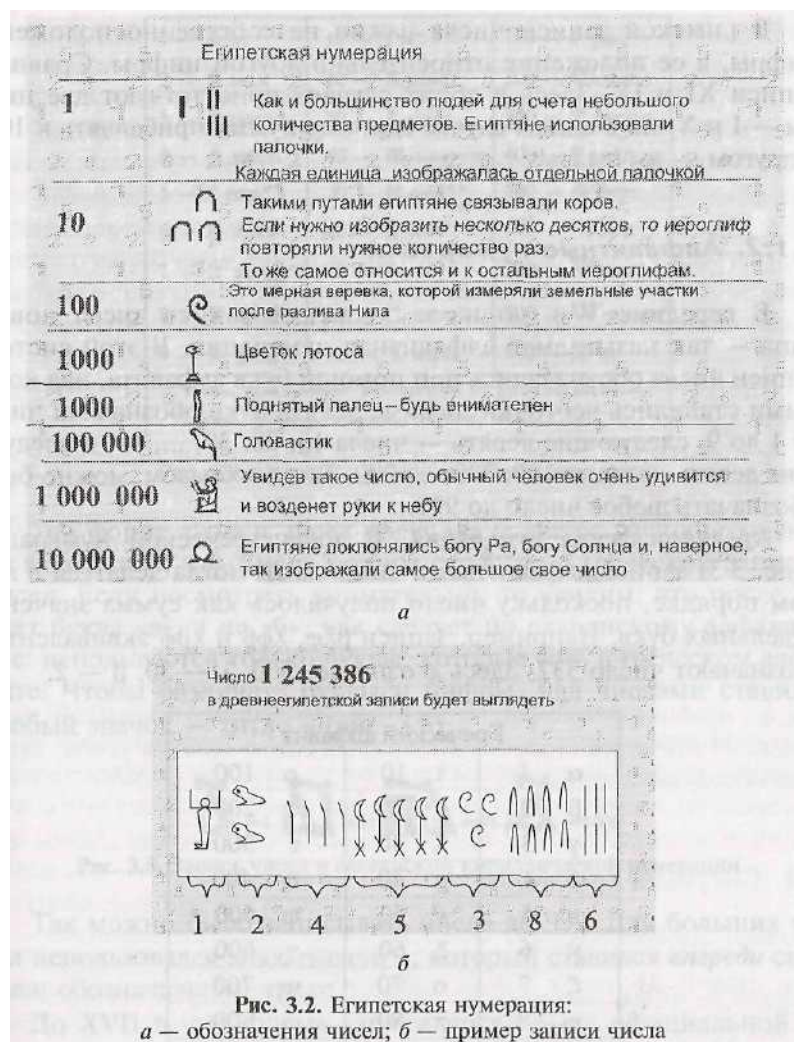 Египетская нумерация
1
Как и большинство людей для счета небольшого
количества предметов. Египтяне использовали
палочки.
Каждая единица изображалась отдельной палочкой
10
Такими путами египтяне связывали коров.
Если нужно изобразить несколько десятков, то иероглиф
повторяли нужное количество раз.
Тоже самое относится и к остальным иероглифам.
100
Это мерная веревка, которой измеряли земельные участки
после разлива Нила
1000
Цветок лотоса
1000
Поднятый палец – будь внимателен
100 000
Головастик
1 000 000
Увидев такое число, обычный человек очень удивится
и возденет руки к небу
10 000 000
Египтяне поклонялись богу Ра, богу Солнца и, наверное,
так изображали самое большое свое число
а
Число 1 245 386
в древнеегипетской записи будет выглядеть
1 2 4 5 3 8 6
б
Рис. 3.2. Египетская нумерация:
а — обозначения чисел; б — пример записи числа